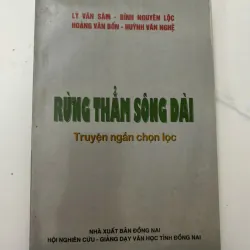 LÝ VĂN SÂM - BÌNH NGUYÊN LỘC
HOÀNG VĂN BỔN - HUỲNH VĂN NGHỆ
RỪNG THẲM SÔNG DÀI
Truyện ngắn chọn lọc
NHÀ XUẤT BẢN ĐỒNG NAI
HỘI NGHIÊN CỨU - GIẢNG DẠY VĂN HỌC TỈNH ĐỒNG NAI